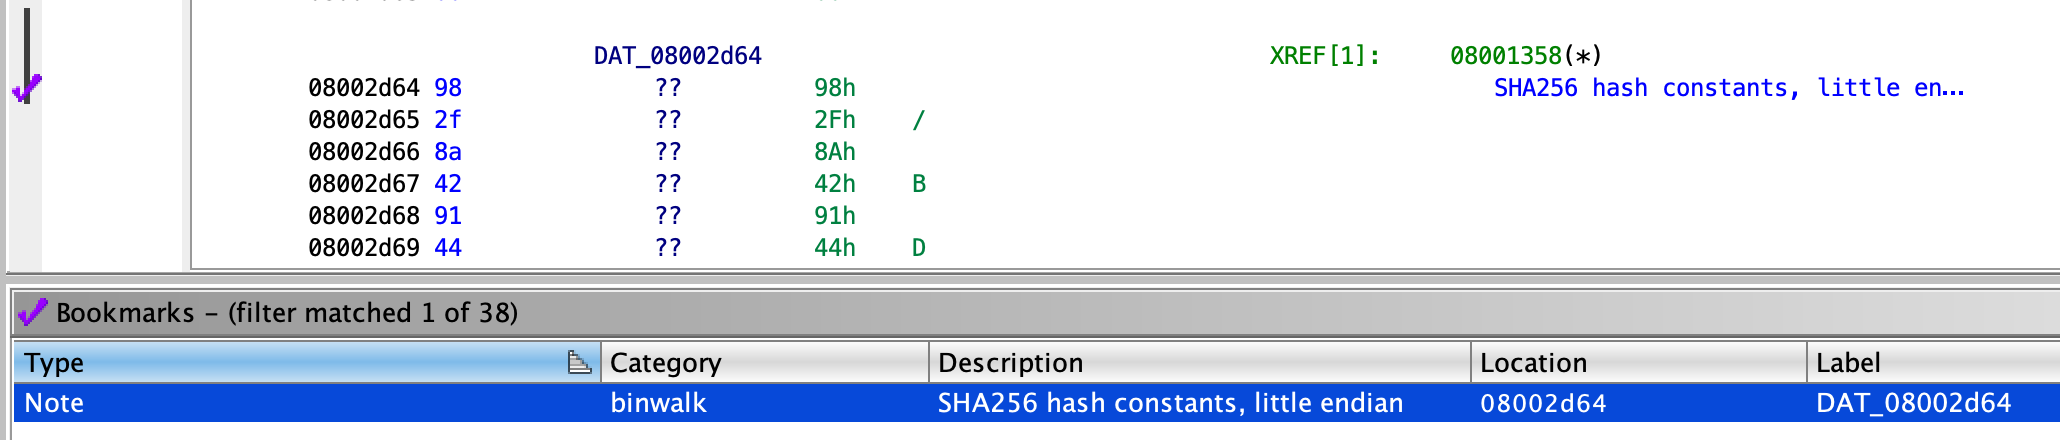 DAT_08002d64 XREF[1]: 08001358(*)
08002d64 98 ?? 98h SHA256 hash constants, little en...
08002d65 2f ?? 2Fh /
08002d66 8a ?? 8Ah
08002d67 42 ?? 42h B
08002d68 91 ?? 91h
08002d69 44 ?? 44h D
Bookmarks – (filter matched 1 of 38)
Type Category Description Location Label
Note binwalk SHA256 hash constants, little endian 08002d64 DAT_08002d64